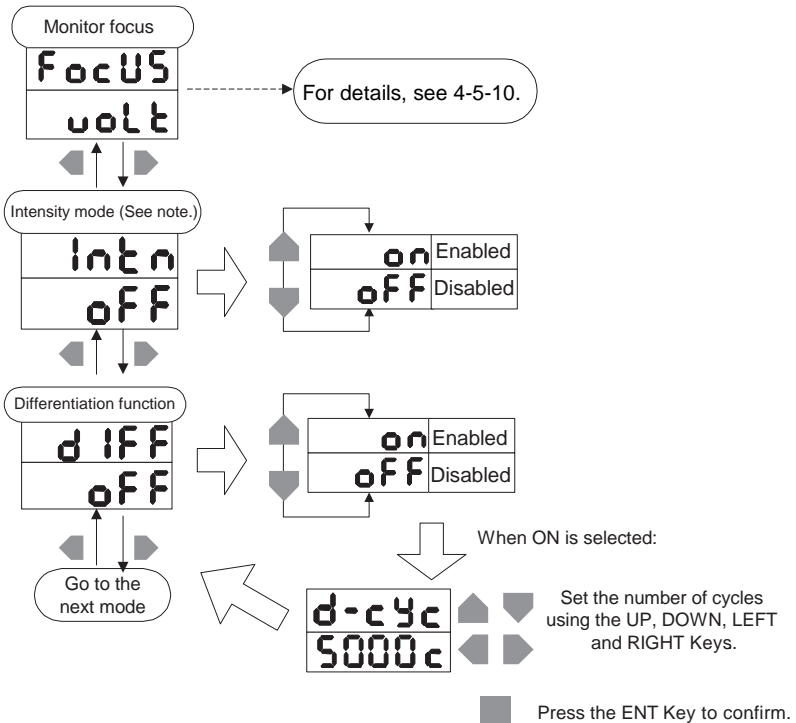 Monitor focus
FocUS
volt
For details, see 4-5-10.
Intensity mode (See note.)
Intn
oFF
on Enabled
oFF Disabled
Differentiation function
dIFF
oFF
on Enabled
oFF Disabled
When ON is selected:
Go to the
next mode
d-cYc
5000c
Set the number of cycles
using the UP, DOWN, LEFT
and RIGHT Keys.
Press the ENT Key to confirm.